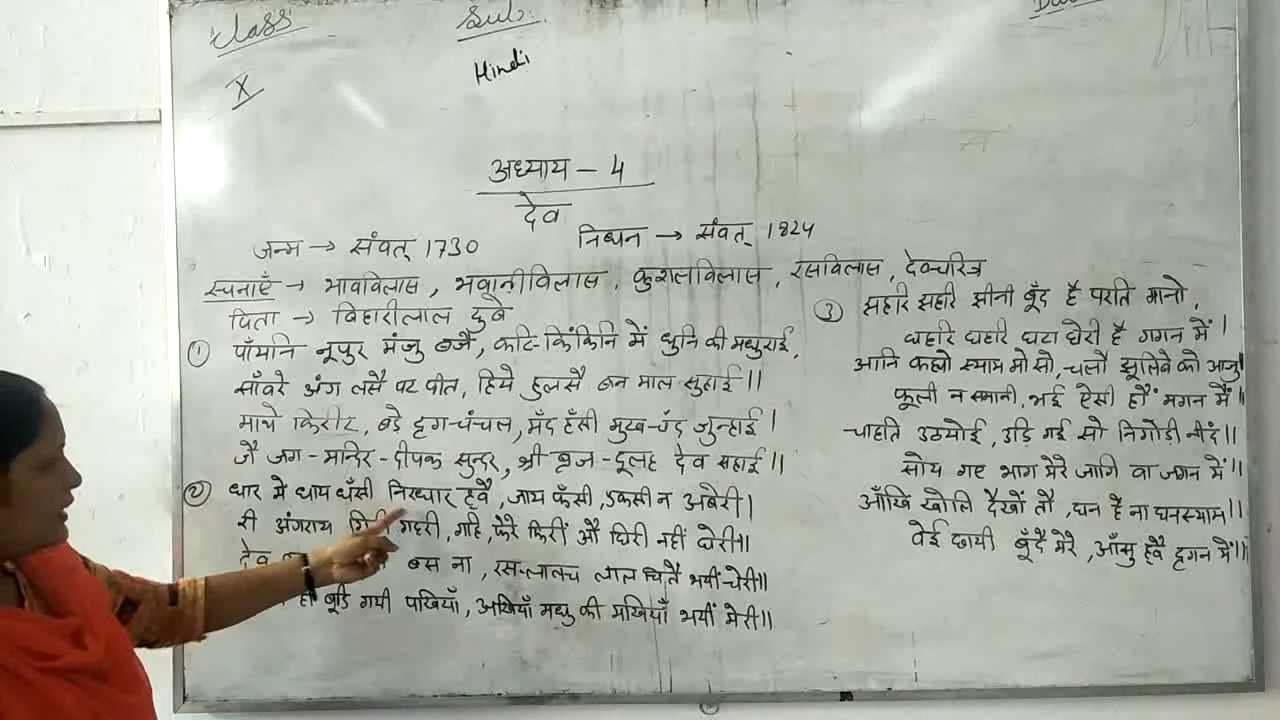 Class
Sub.
X
Hindi
अध्याय - 4
देव
जन्म → संवत् 1730
निधन → संवत् 1824
रचनाएँ → भावविलास, भवानीविलास, कुशलविलास, रसविलास, देवचरित्र
पिता → बिहारीलाल दुबे
① पाँयनि नूपुर मंजु बजैं, कटि-किंकिनि में धुनि की मधुराई,
साँवरे अंग लसै पट पीत, हिये हुलसै बन माल सुहाई ||
माथे किरीट, बड़े दृग-चंचल, मँद हँसी मुख-चंद जुन्हाई |
जै जग-मन्दिर-दीपक सुन्दर, श्री ब्रज-दूलह देव सहाई ||
② धार में धाय धँसी निरधार ह्वै, जाय फँसी, उकसी न अबेरी |
री अंगराय गिरी गहरी, गहि, फेरे फिरीं औ घिरी नहीं घेरी ||
देव बस ना, रस-लालच लाल चितै भयीं-चेरी ||
बूड़ि गयी पखियाँ, अखियाँ मधु की मखियाँ भयीं मेरी ||
③ झहरि झहरि झीनी बूँद है परति मानो,
घहरि घहरि घटा घेरी है गगन में |
आनि कह्यो स्याम मो सो, चलौ झूलिबे को आजु |
फूली न समानी, भई ऐसी हौं मगन में ||
चाहति उठयोई, उड़ि गई सो निगोड़ी नींद ||
सोय गए भाग मेरे जागि वा जगन में ||
आँखि खोलि देखों तौ, घन है ना घनस्याम ||
वेई छायी बूँदें मेरे, आँसु ह्वै दृगन में ||